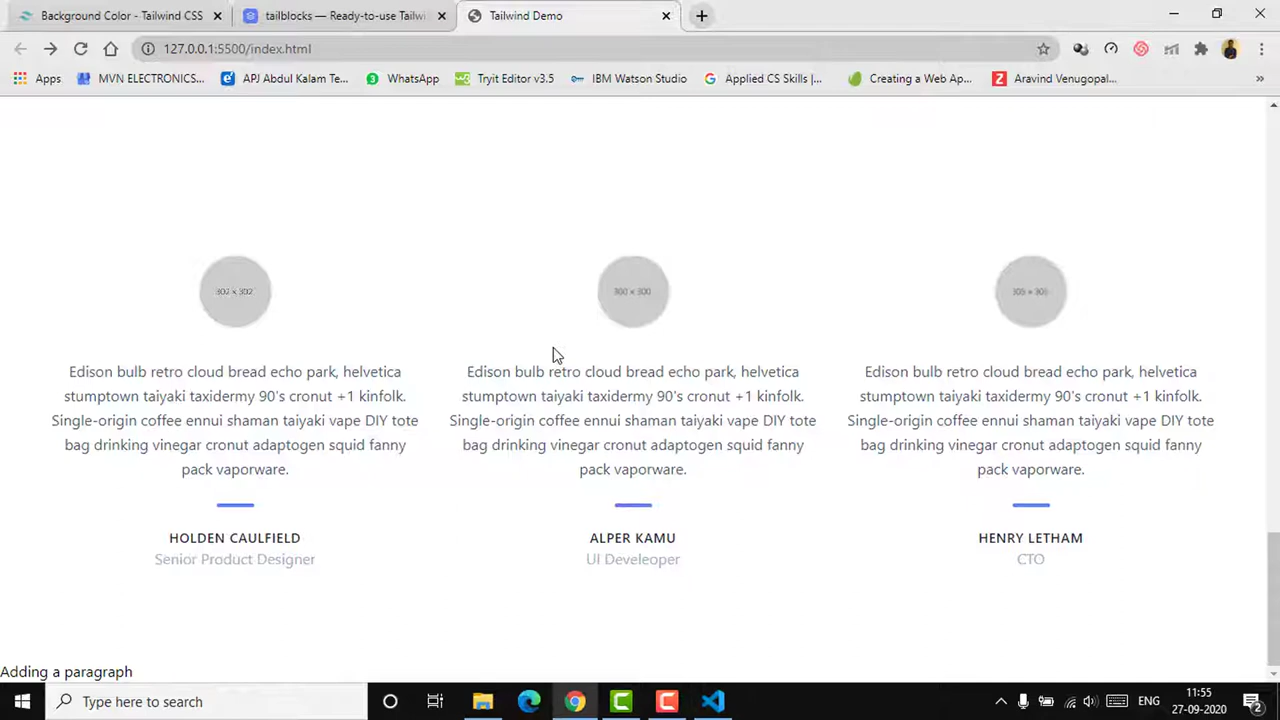 Background Color - Tailwind CSS
tailblocks — Ready-to-use Tailwi
Tailwind Demo
127.0.0.1:5500/index.html
Apps
MVN ELECTRONICS...
APJ Abdul Kalam Te...
WhatsApp
Tryit Editor v3.5
IBM Watson Studio
Applied CS Skills |...
Creating a Web Ap...
Aravind Venugopal...
302 × 302
300 × 300
305 × 305
Edison bulb retro cloud bread echo park, helvetica
stumptown taiyaki taxidermy 90's cronut +1 kinfolk.
Single-origin coffee ennui shaman taiyaki vape DIY tote
bag drinking vinegar cronut adaptogen squid fanny
pack vaporware.
HOLDEN CAULFIELD
Senior Product Designer
Edison bulb retro cloud bread echo park, helvetica
stumptown taiyaki taxidermy 90's cronut +1 kinfolk.
Single-origin coffee ennui shaman taiyaki vape DIY tote
bag drinking vinegar cronut adaptogen squid fanny
pack vaporware.
ALPER KAMU
UI Develeoper
Edison bulb retro cloud bread echo park, helvetica
stumptown taiyaki taxidermy 90's cronut +1 kinfolk.
Single-origin coffee ennui shaman taiyaki vape DIY tote
bag drinking vinegar cronut adaptogen squid fanny
pack vaporware.
HENRY LETHAM
CTO
Adding a paragraph
Type here to search
ENG
11:55
27-09-2020
2